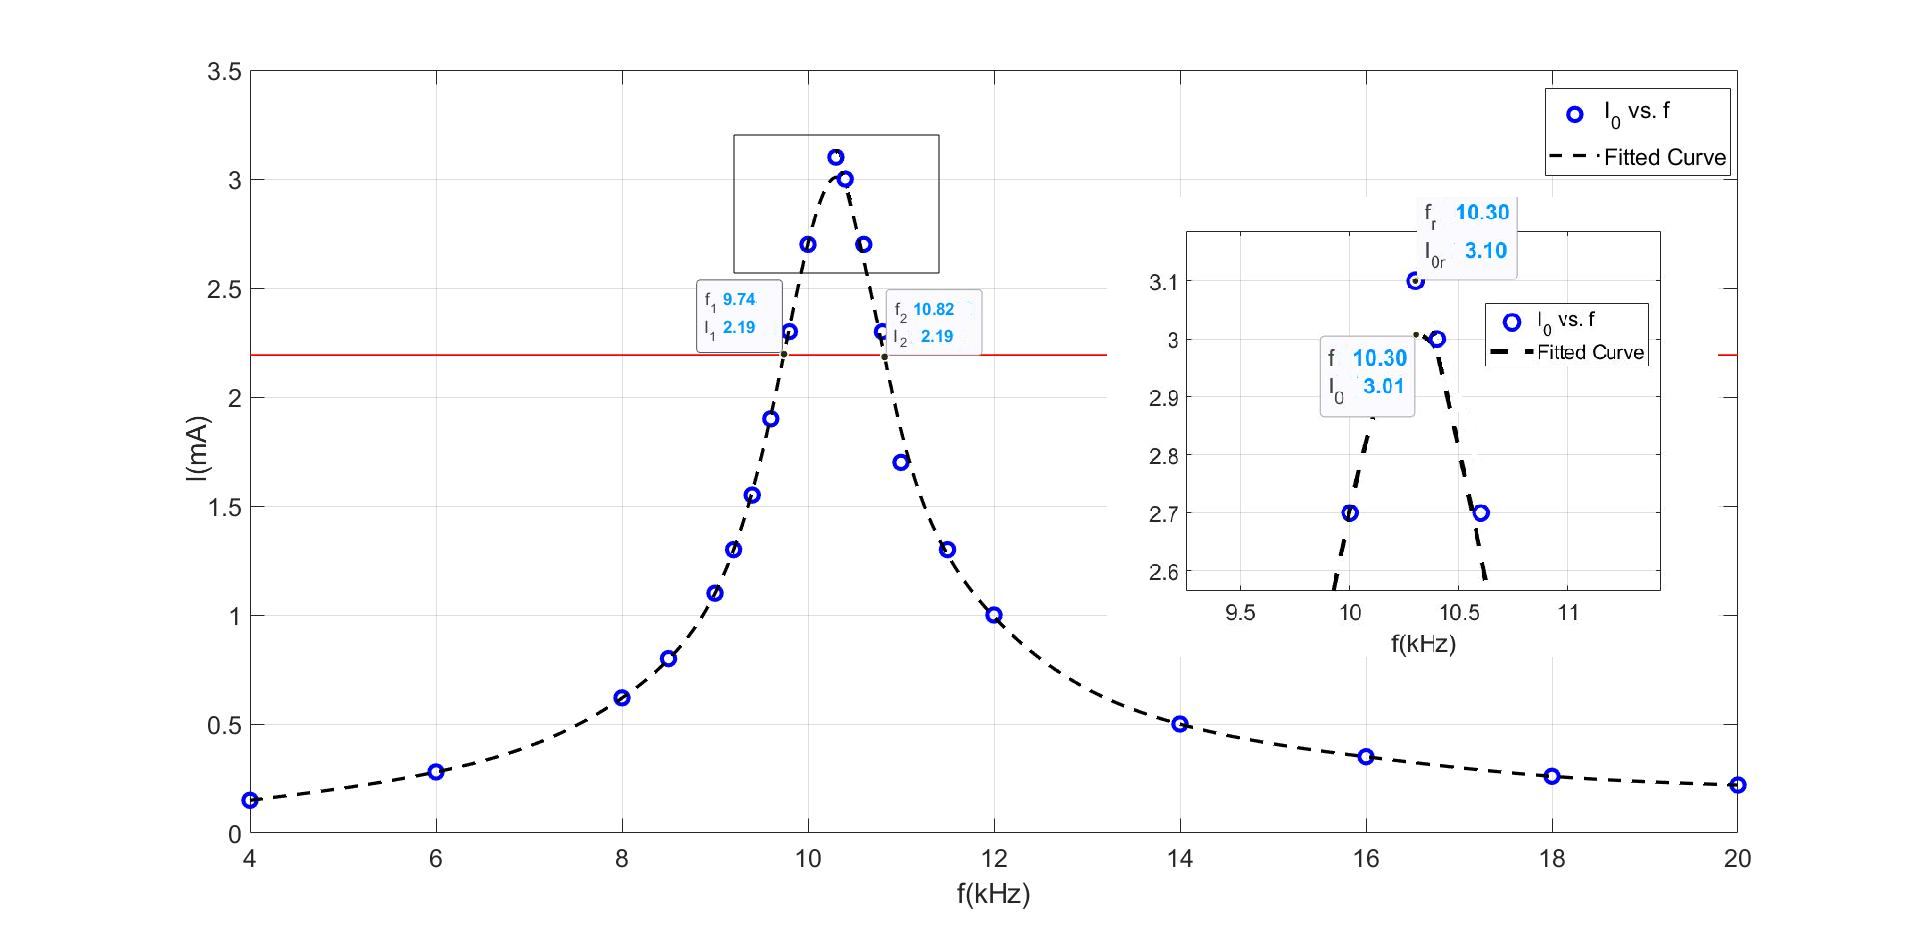 3.5
3
2.5
2
1.5
1
0.5
0
I(mA)
4 6 8 10 12 14 16 18 20
f(kHz)
I0 vs. f
Fitted Curve
f1 9.74
I1 2.19
f2 10.82
I2 2.19
fr 10.30
I0r 3.10
I0 vs. f
Fitted Curve
f 10.30
I0 3.01
3.1
3
2.9
2.8
2.7
2.6
9.5 10 10.5 11
f(kHz)